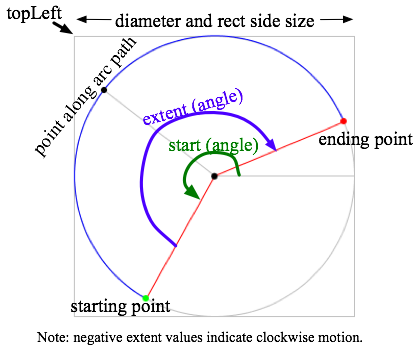 topLeft
diameter and rect side size
point along arc path
extent (angle)
start (angle)
ending point
starting point
Note: negative extent values indicate clockwise motion.